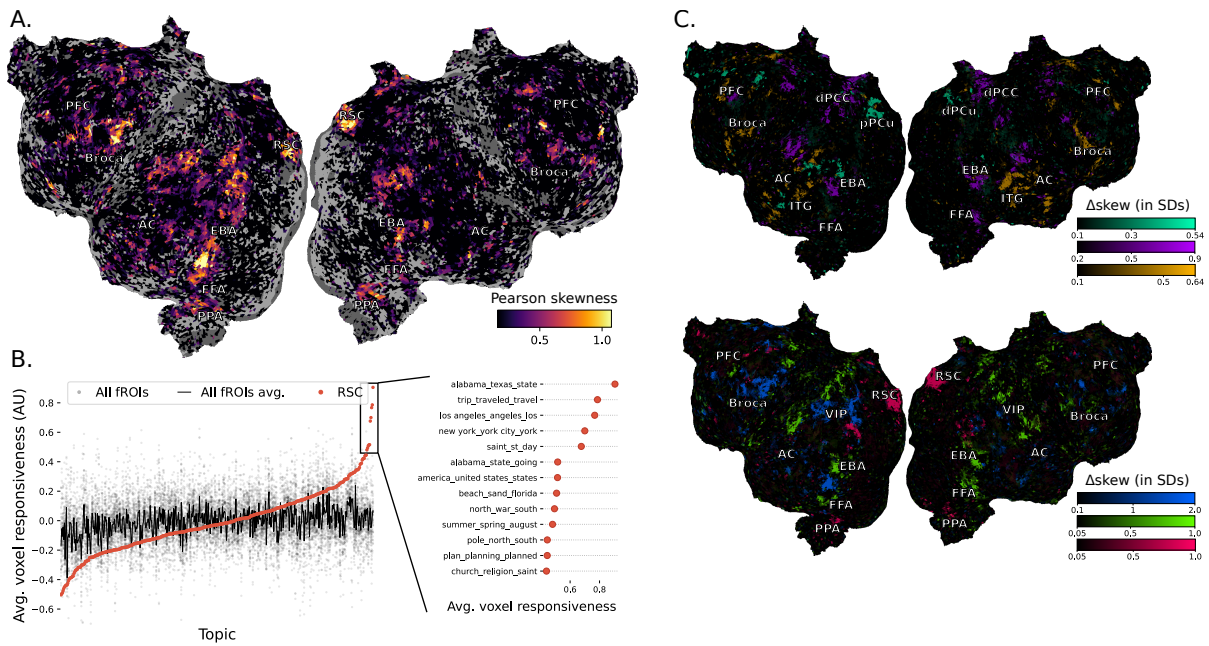 A.
PFC
Broca
AC
EBA
FFA
PPA
RSC
RSC
EBA
FFA
PPA
AC
PFC
Broca
Pearson skewness
0.5 1.0
B.
Avg. voxel responsiveness (AU)
0.8
0.6
0.4
0.2
0.0
−0.2
−0.4
−0.6
All fROIs All fROIs avg. RSC
Topic
alabama_texas_state
trip_traveled_travel
los angeles_angeles_los
new york_york city_york
saint_st_day
alabama_state_going
america_united states_states
beach_sand_florida
north_war_south
summer_spring_august
pole_north_south
plan_planning_planned
church_religion_saint
0.6 0.8
Avg. voxel responsiveness
C.
PFC
dPCC
Broca
pPCu
AC
EBA
ITG
FFA
dPCC
dPCu
PFC
Broca
EBA
AC
ITG
FFA
Δskew (in SDs)
0.1 0.3 0.54
0.2 0.5 0.9
0.1 0.5 0.64
PFC
Broca
RSC
VIP
AC
EBA
FFA
PPA
RSC
PFC
VIP
Broca
EBA
AC
FFA
PPA
Δskew (in SDs)
0.1 1 2.0
0.1 0.5 1.0
0.05 0.5 1.0